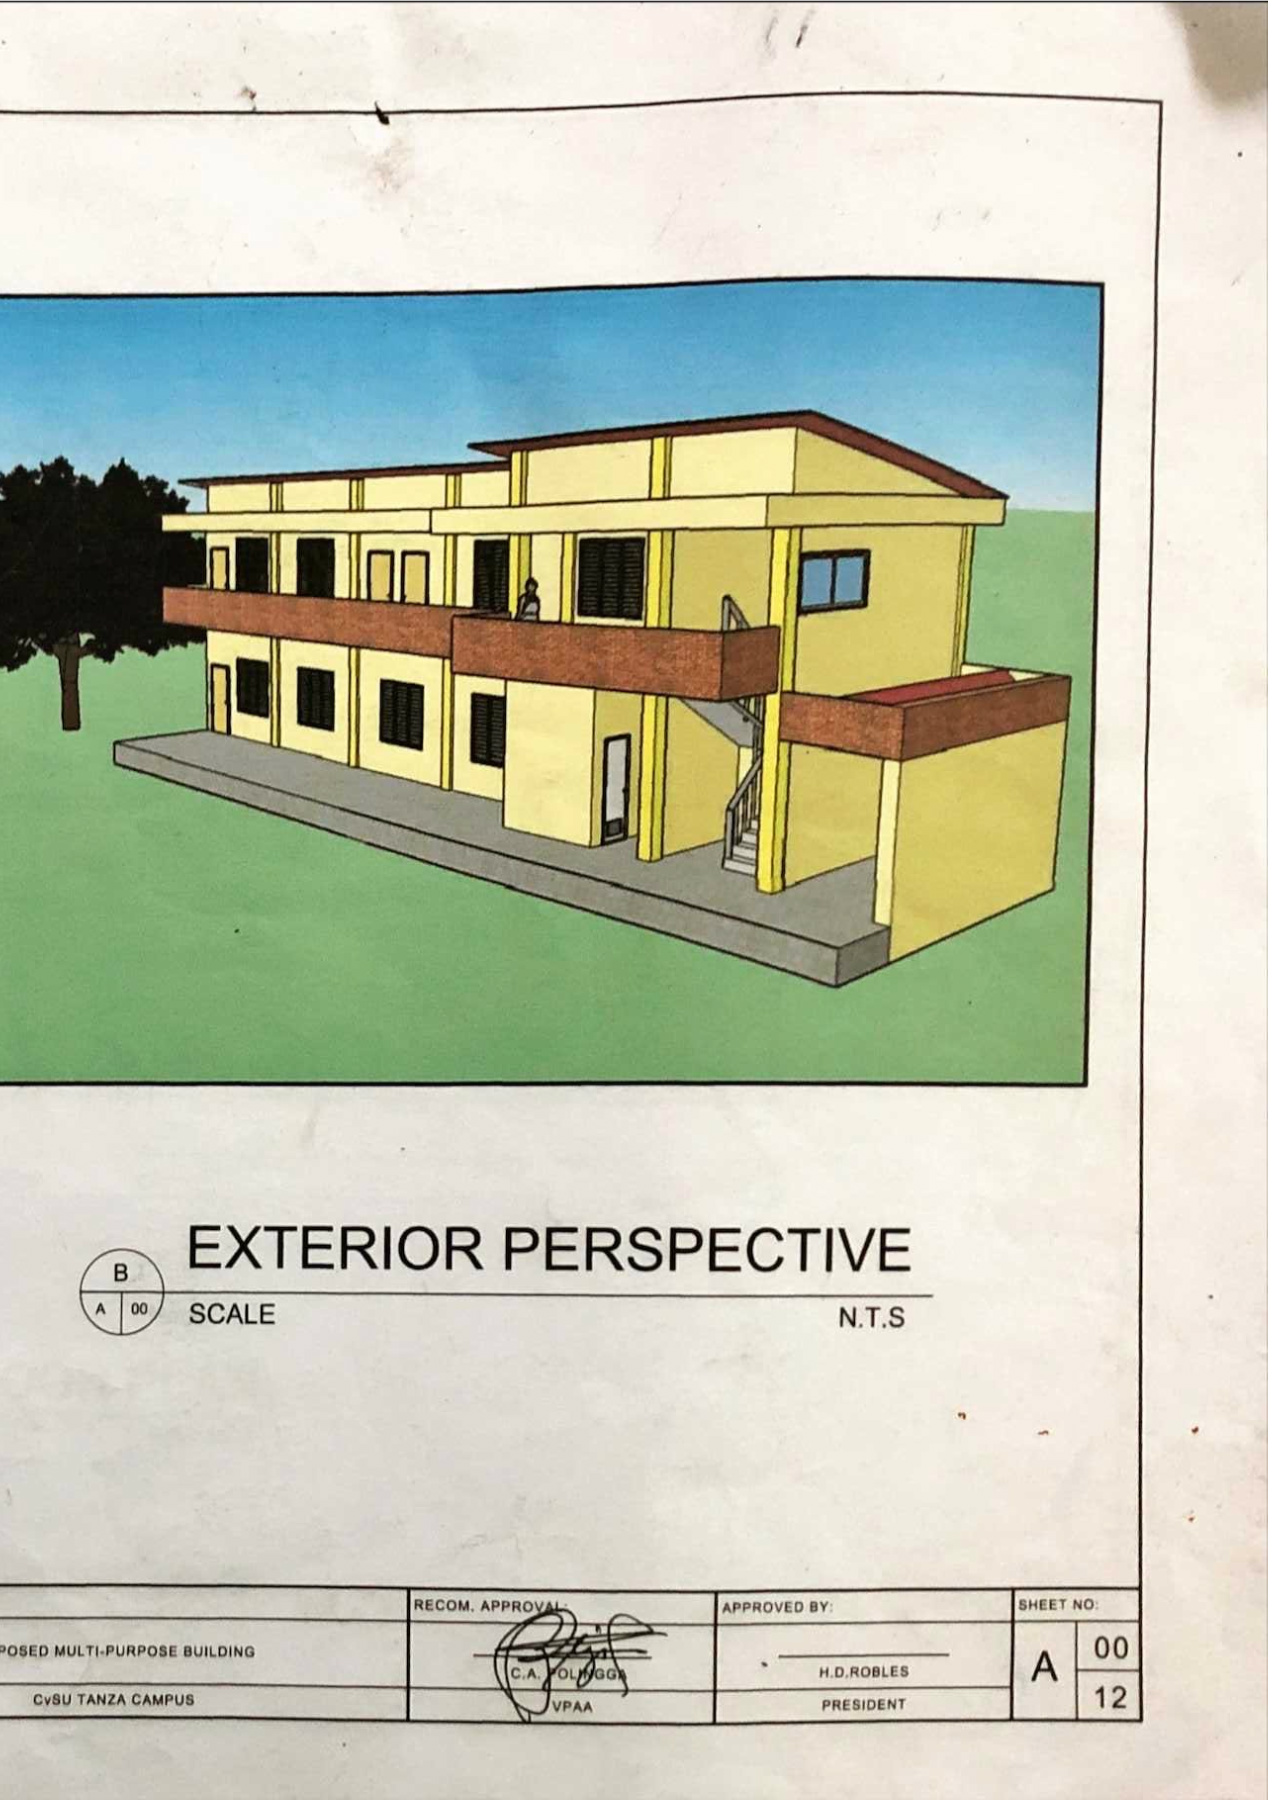 EXTERIOR PERSPECTIVE
B
A 00
SCALE N.T.S
RECOM. APPROVAL:
APPROVED BY:
SHEET NO:
POSED MULTI-PURPOSE BUILDING
CvSU TANZA CAMPUS
C.A. POLINGGA
VPAA
H.D.ROBLES
PRESIDENT
A
00
12